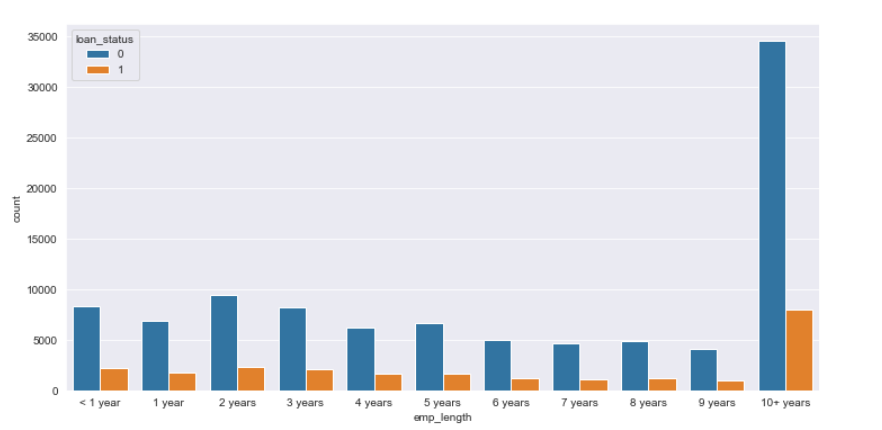 loan_status
0
1
35000
30000
25000
20000
15000
10000
5000
0
count
< 1 year 1 year 2 years 3 years 4 years 5 years 6 years 7 years 8 years 9 years 10+ years
emp_length